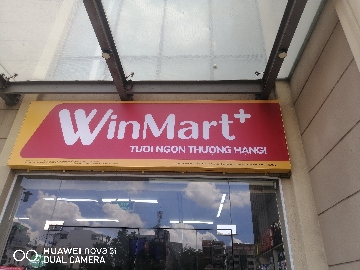 WinMart+
TƯƠI NGON THƯỢNG HẠNG!
HUAWEI nova 3i
DUAL CAMERA